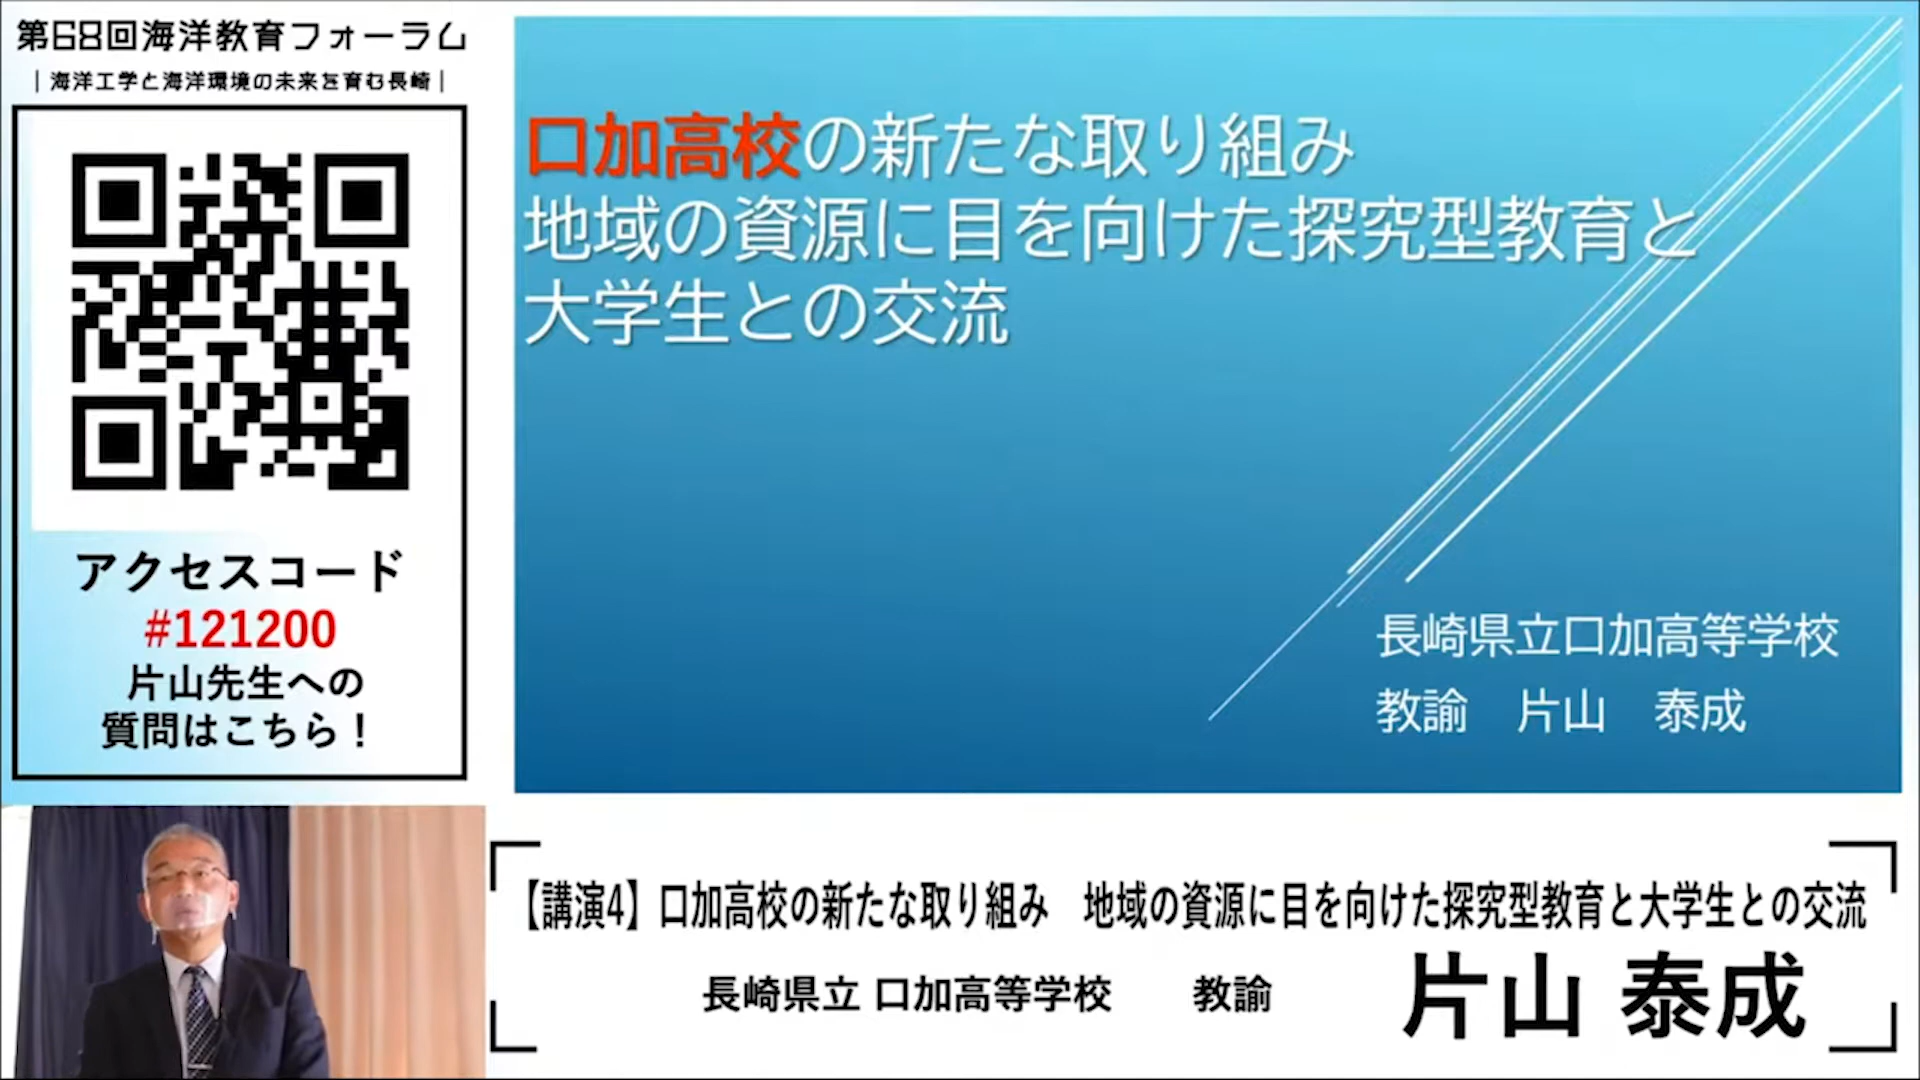 第68回海洋教育フォーラム
|海洋工学と海洋環境の未来を育む長崎|
アクセスコード
#121200
片山先生への
質問はこちら！
口加高校の新たな取り組み
地域の資源に目を向けた探究型教育と
大学生との交流
長崎県立口加高等学校
教諭　片山　泰成
【講演4】口加高校の新たな取り組み　地域の資源に目を向けた探究型教育と大学生との交流
長崎県立 口加高等学校　　教諭　　片山 泰成